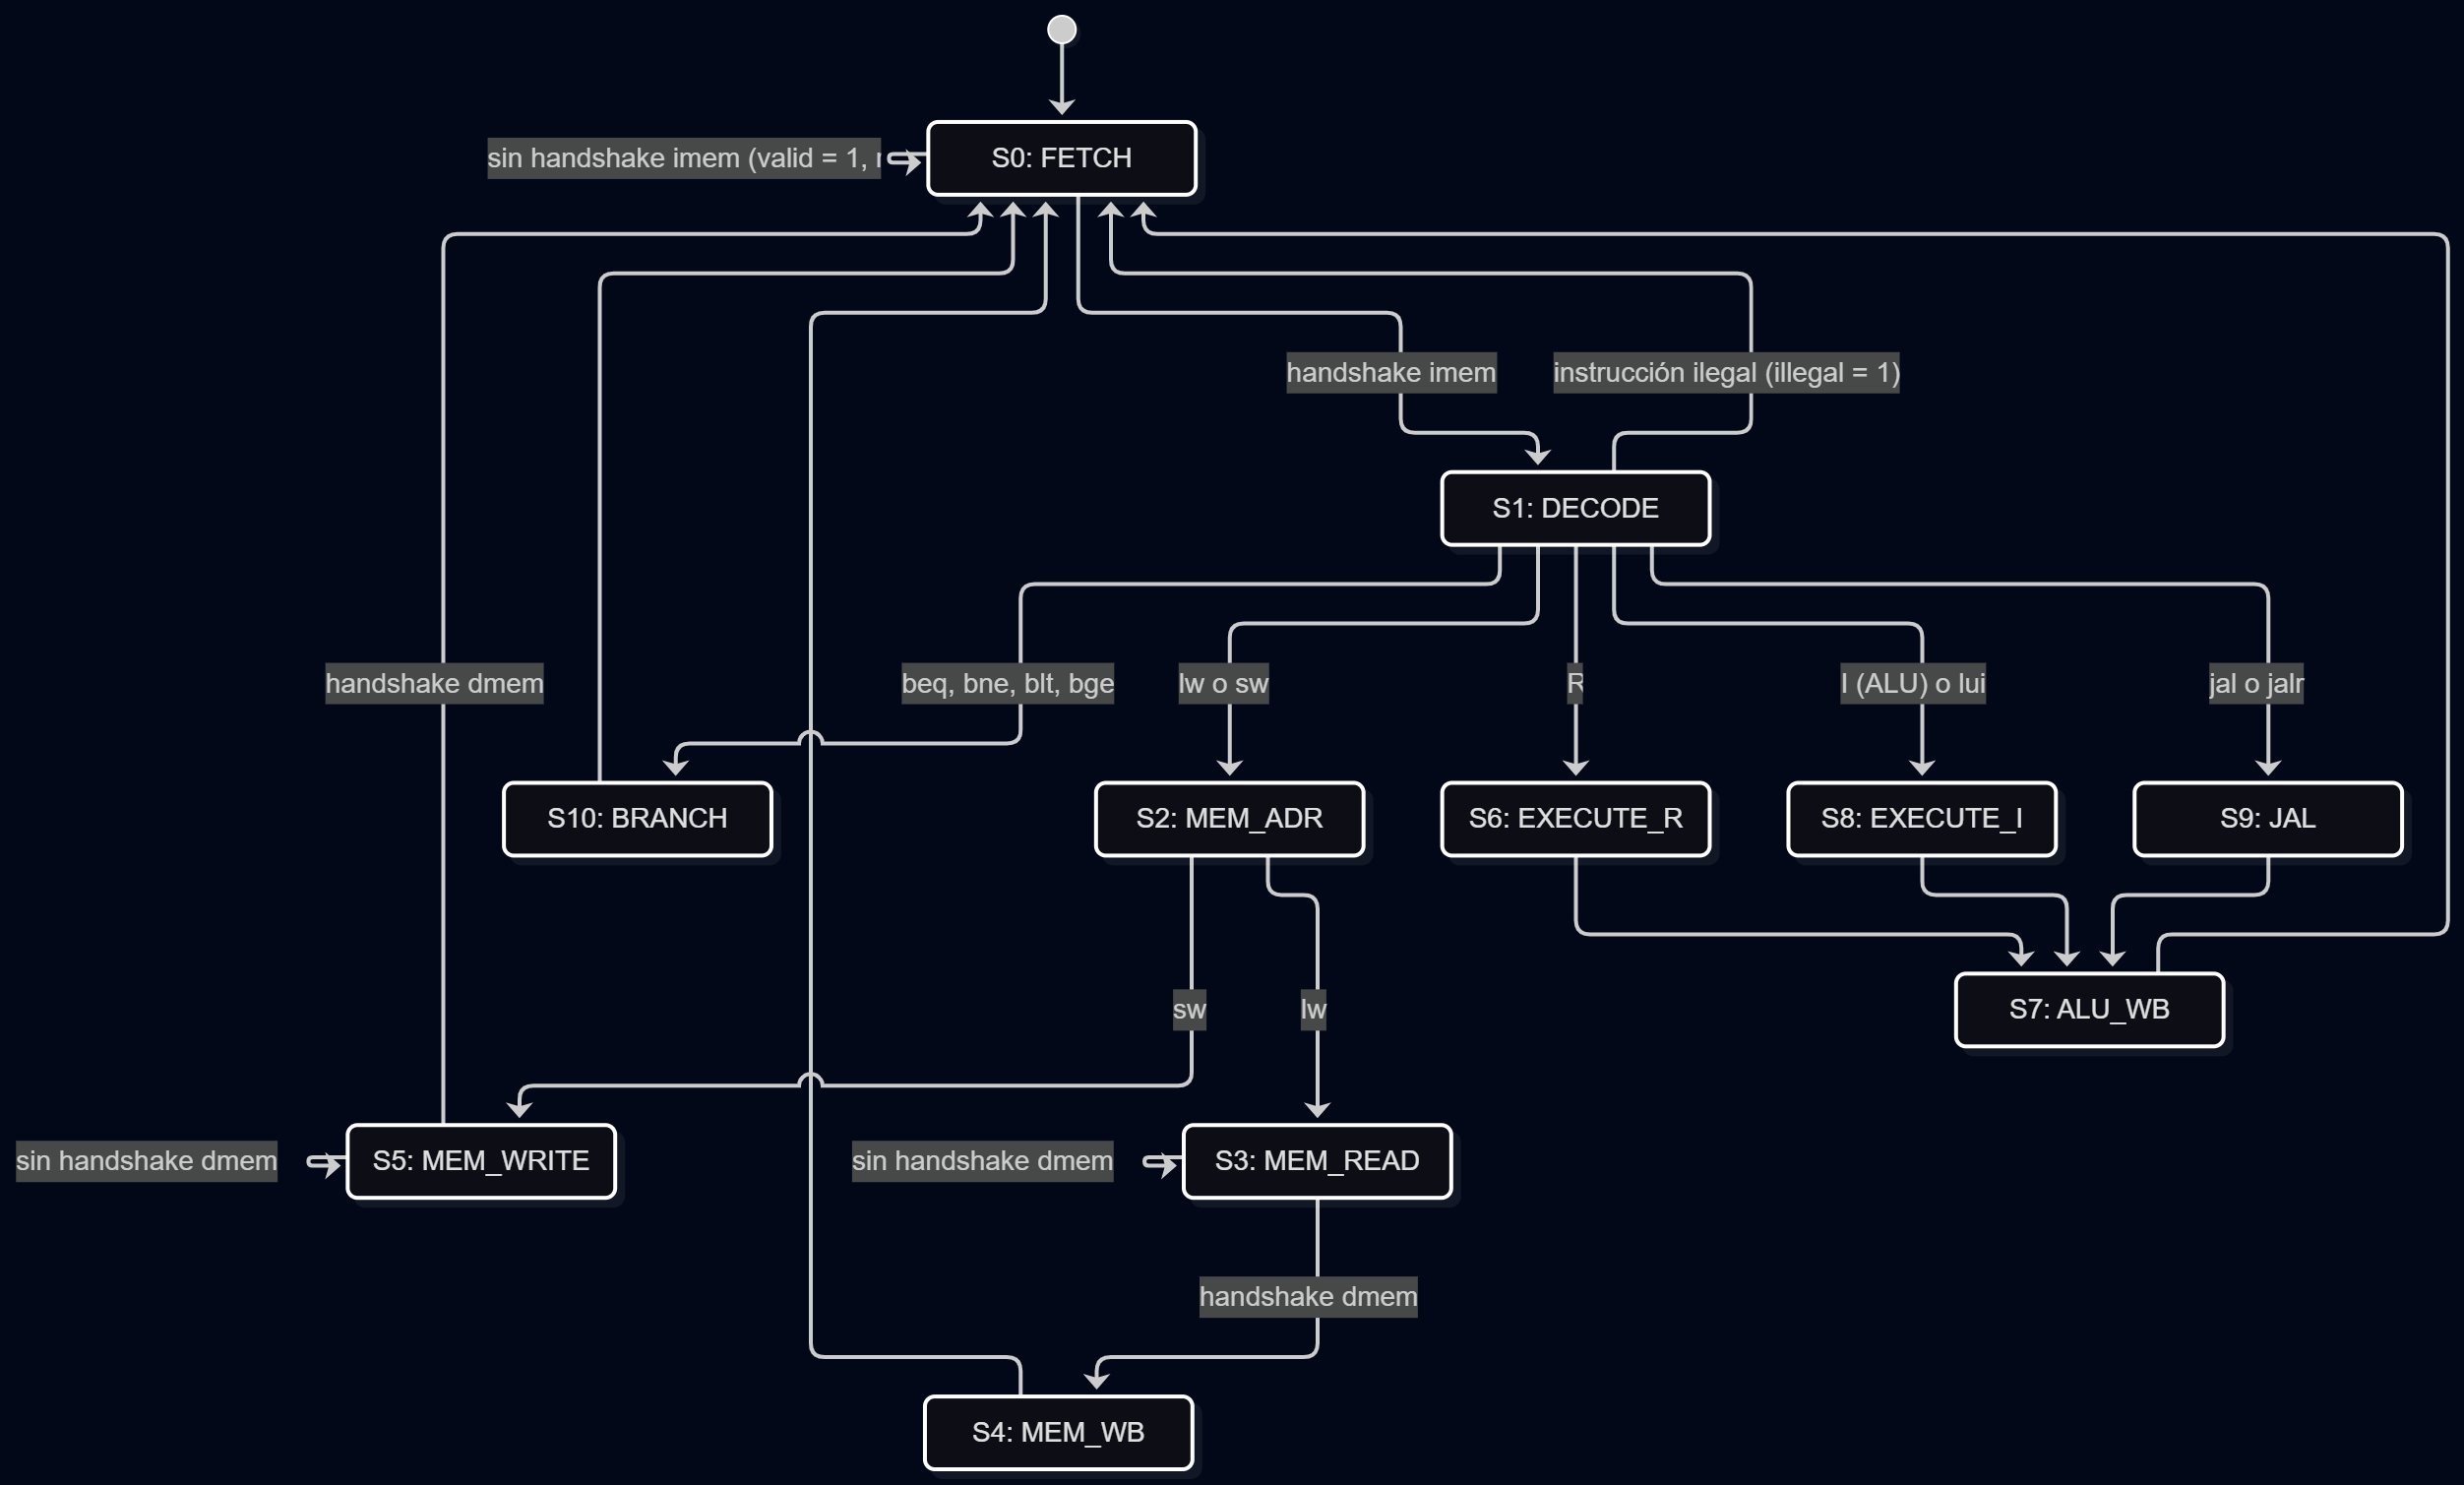 S0: FETCH
sin handshake imem (valid = 1,
handshake imem
instrucción ilegal (illegal = 1)
S1: DECODE
handshake dmem
beq, bne, blt, bge
lw o sw
R
I (ALU) o lui
jal o jalr
S10: BRANCH
S2: MEM_ADR
S6: EXECUTE_R
S8: EXECUTE_I
S9: JAL
sw
lw
S7: ALU_WB
sin handshake dmem
S5: MEM_WRITE
sin handshake dmem
S3: MEM_READ
handshake dmem
S4: MEM_WB